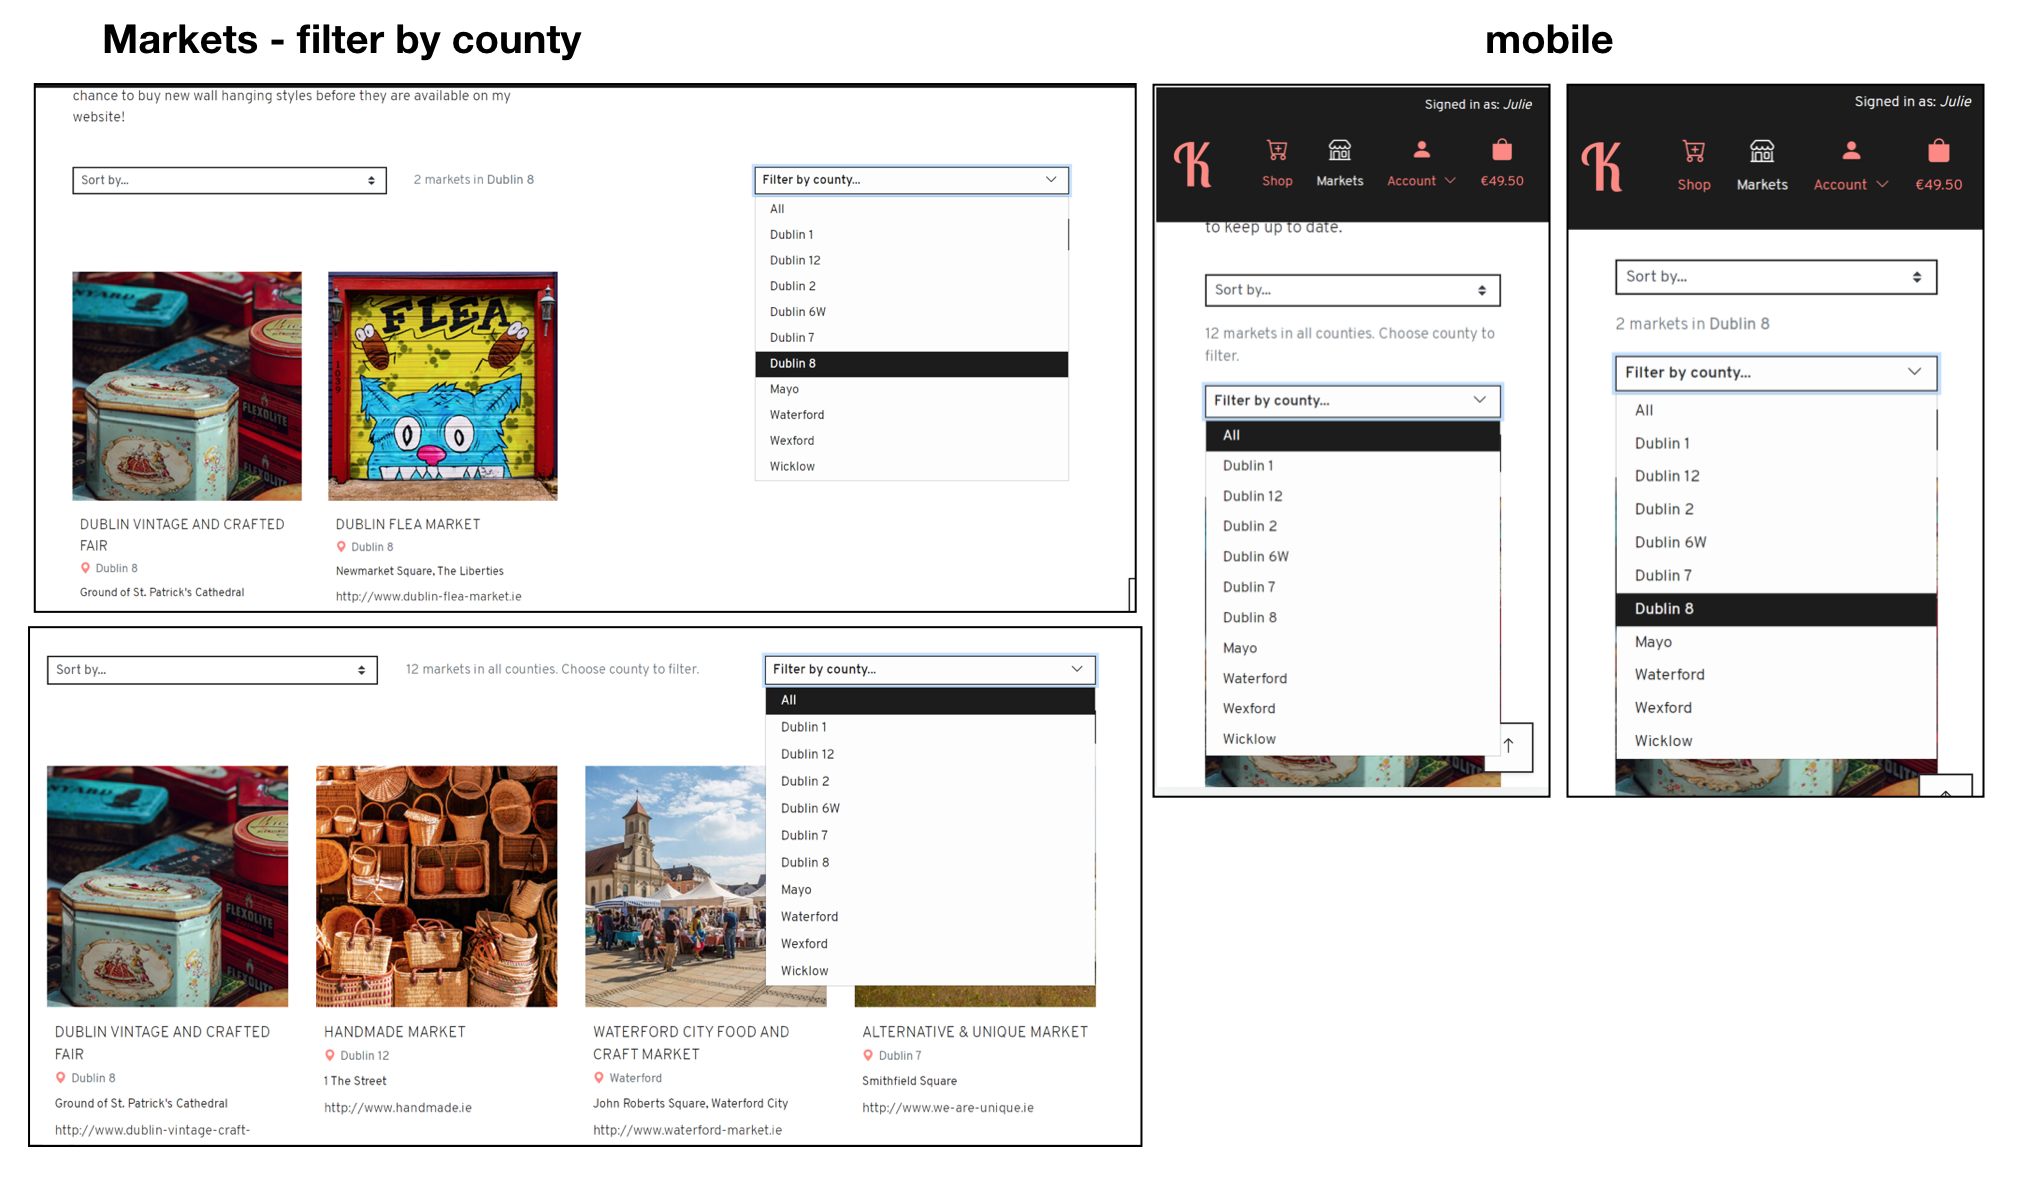 Markets - filter by county
mobile
chance to buy new wall hanging styles before they are available on my
website!
Sort by...
2 markets in Dublin 8
Filter by county...
All
Dublin 1
Dublin 12
Dublin 2
Dublin 6W
Dublin 7
Dublin 8
Mayo
Waterford
Wexford
Wicklow
FLEXOLITE
FLEA
1039
DUBLIN VINTAGE AND CRAFTED
FAIR
Dublin 8
Ground of St. Patrick's Cathedral
DUBLIN FLEA MARKET
Dublin 8
Newmarket Square, The Liberties
http://www.dublin-flea-market.ie
Sort by...
12 markets in all counties. Choose county to filter.
Filter by county...
All
Dublin 1
Dublin 12
Dublin 2
Dublin 6W
Dublin 7
Dublin 8
Mayo
Waterford
Wexford
Wicklow
FLEXOLITE
DUBLIN VINTAGE AND CRAFTED
FAIR
Dublin 8
Ground of St. Patrick's Cathedral
http://www.dublin-vintage-craft-
HANDMADE MARKET
Dublin 12
1 The Street
http://www.handmade.ie
WATERFORD CITY FOOD AND
CRAFT MARKET
Waterford
John Roberts Square, Waterford City
http://www.waterford-market.ie
ALTERNATIVE & UNIQUE MARKET
Dublin 7
Smithfield Square
http://www.we-are-unique.ie
Signed in as: Julie
K
Shop
Markets
Account
€49.50
to keep up to date.
Sort by...
12 markets in all counties. Choose county to
filter.
Filter by county...
All
Dublin 1
Dublin 12
Dublin 2
Dublin 6W
Dublin 7
Dublin 8
Mayo
Waterford
Wexford
Wicklow
Signed in as: Julie
K
Shop
Markets
Account
€49.50
Sort by...
2 markets in Dublin 8
Filter by county...
All
Dublin 1
Dublin 12
Dublin 2
Dublin 6W
Dublin 7
Dublin 8
Mayo
Waterford
Wexford
Wicklow